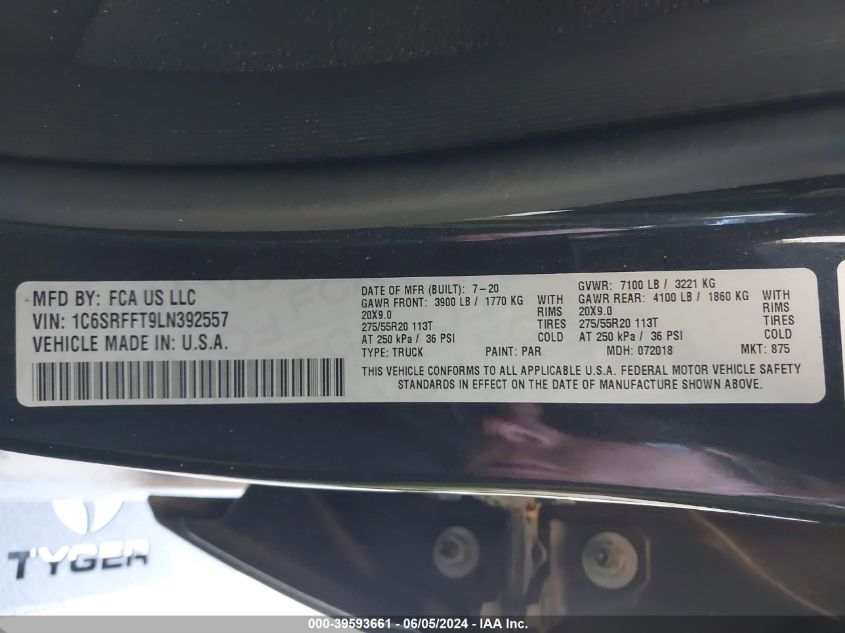 MFD BY: FCA US LLC
VIN: 1C6SRFFT9LN392557
VEHICLE MADE IN: U.S.A.
DATE OF MFR (BUILT): 7-20
GAWR FRONT: 3900 LB / 1770 KG WITH
20X9.0 RIMS
275/55R20 113T TIRES
AT 250 kPa / 36 PSI COLD
TYPE: TRUCK PAINT: PAR
GVWR: 7100 LB / 3221 KG
GAWR REAR: 4100 LB / 1860 KG WITH
20X9.0 RIMS
275/55R20 113T TIRES
AT 250 kPa / 36 PSI COLD
MDH: 072018 MKT: 875
THIS VEHICLE CONFORMS TO ALL APPLICABLE U.S.A. FEDERAL MOTOR VEHICLE SAFETY
STANDARDS IN EFFECT ON THE DATE OF MANUFACTURE SHOWN ABOVE.
TYGER
000-39593661 - 06/05/2024 - IAA Inc.